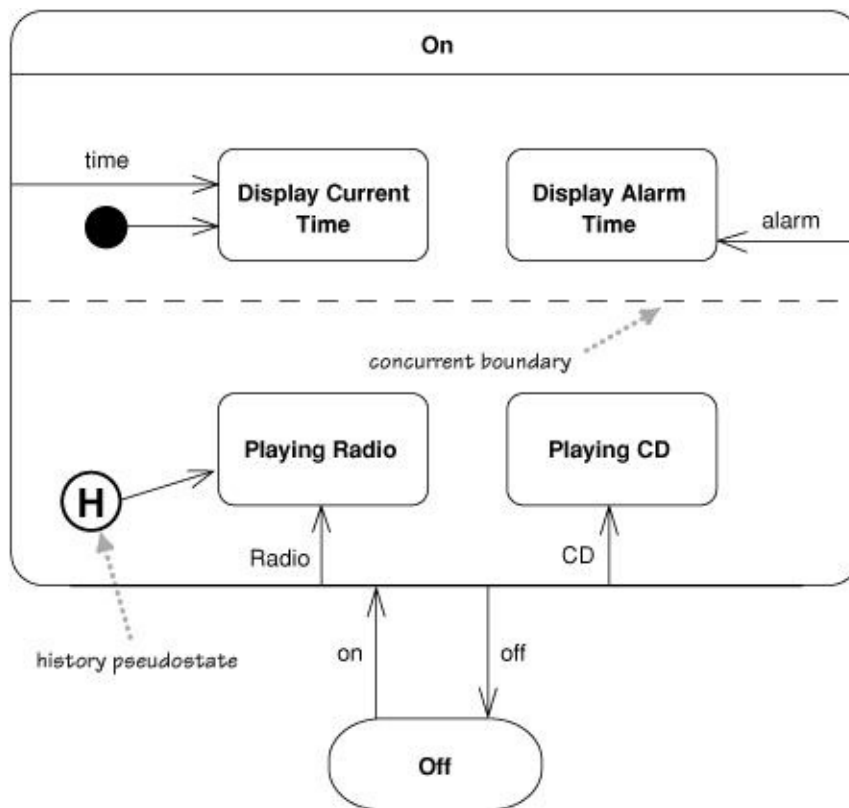 On
time
Display Current
Time
Display Alarm
Time
alarm
concurrent boundary
Playing Radio
Playing CD
H
Radio
CD
history pseudostate
on
off
Off